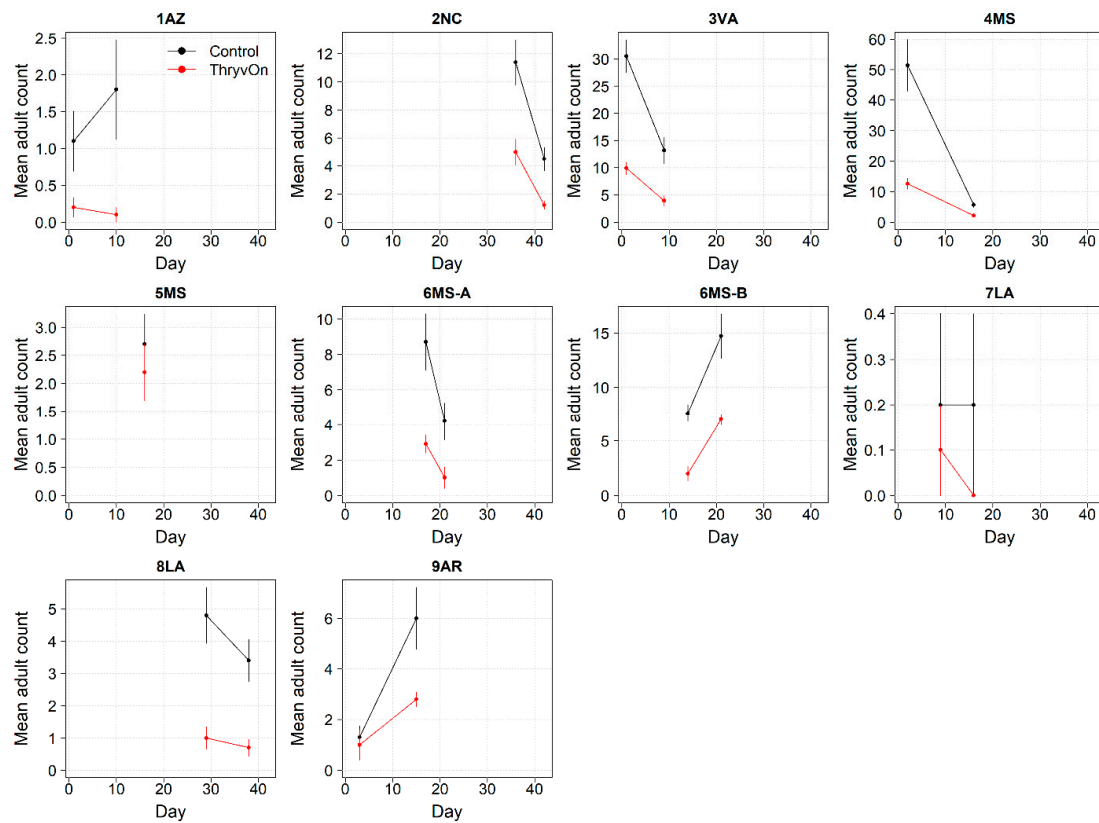 1AZ
2NC
3VA
4MS
Mean adult count
2.5
2.0
1.5
1.0
0.5
0.0
Control
ThryvOn
0 10 20 30 40
Day
Mean adult count
12
10
8
6
4
2
0
0 10 20 30 40
Day
Mean adult count
30
25
20
15
10
5
0
0 10 20 30 40
Day
Mean adult count
60
50
40
30
20
10
0
0 10 20 30 40
Day
5MS
6MS-A
6MS-B
7LA
Mean adult count
3.0
2.5
2.0
1.5
1.0
0.5
0.0
0 10 20 30 40
Day
Mean adult count
10
8
6
4
2
0
0 10 20 30 40
Day
Mean adult count
15
10
5
0
0 10 20 30 40
Day
Mean adult count
0.4
0.3
0.2
0.1
0.0
0 10 20 30 40
Day
8LA
9AR
Mean adult count
5
4
3
2
1
0
0 10 20 30 40
Day
Mean adult count
6
4
2
0
0 10 20 30 40
Day